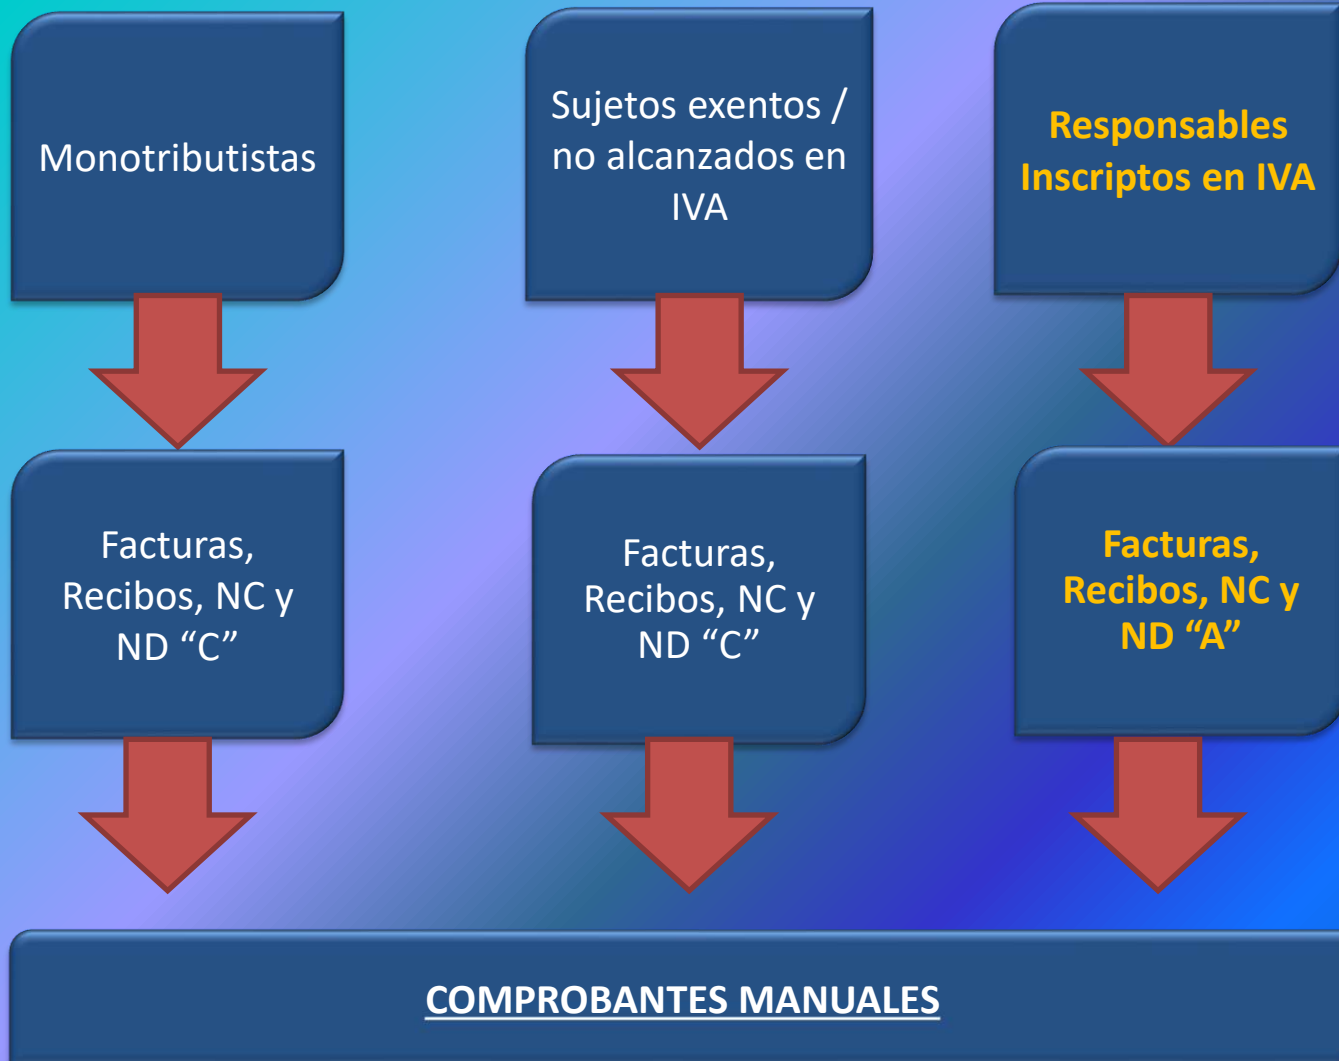 Monotributistas
Sujetos exentos /
no alcanzados en
IVA
Responsables
Inscriptos en IVA
Facturas,
Recibos, NC y
ND “C”
Facturas,
Recibos, NC y
ND “C”
Facturas,
Recibos, NC y
ND “A”
COMPROBANTES MANUALES